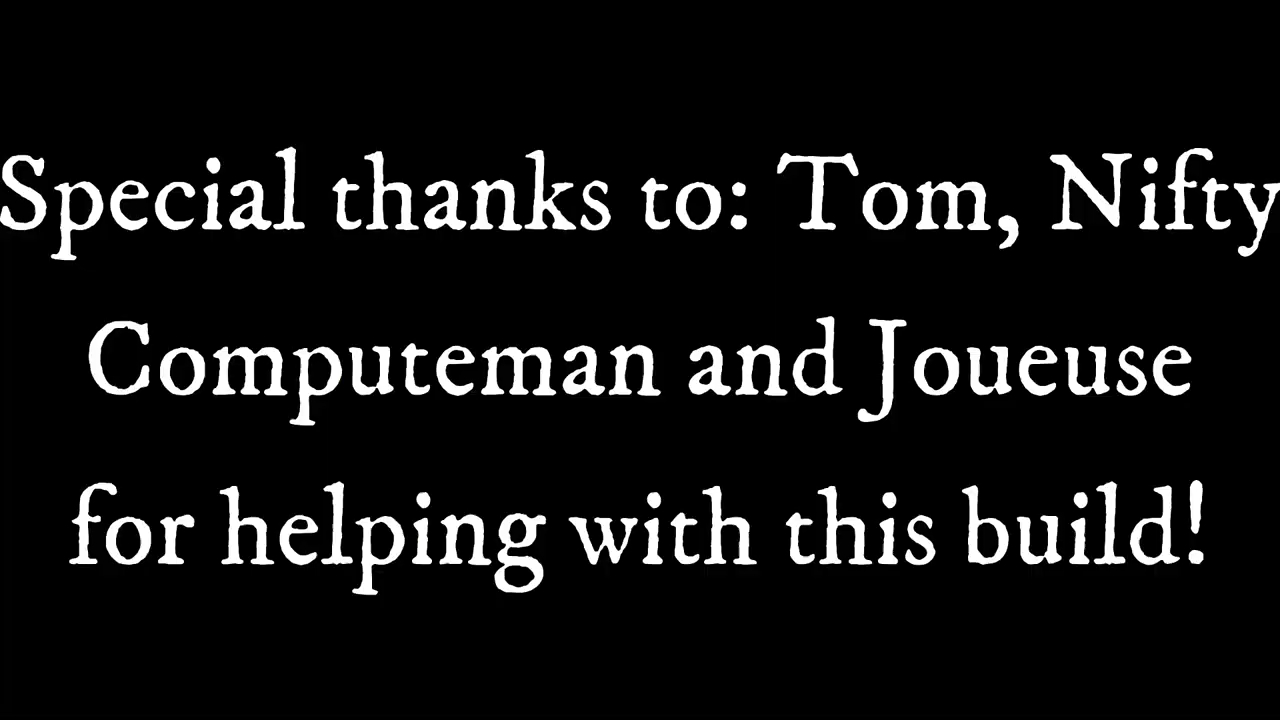 Special thanks to: Tom, Nifty
Computeman and Joueuse
for helping with this build!